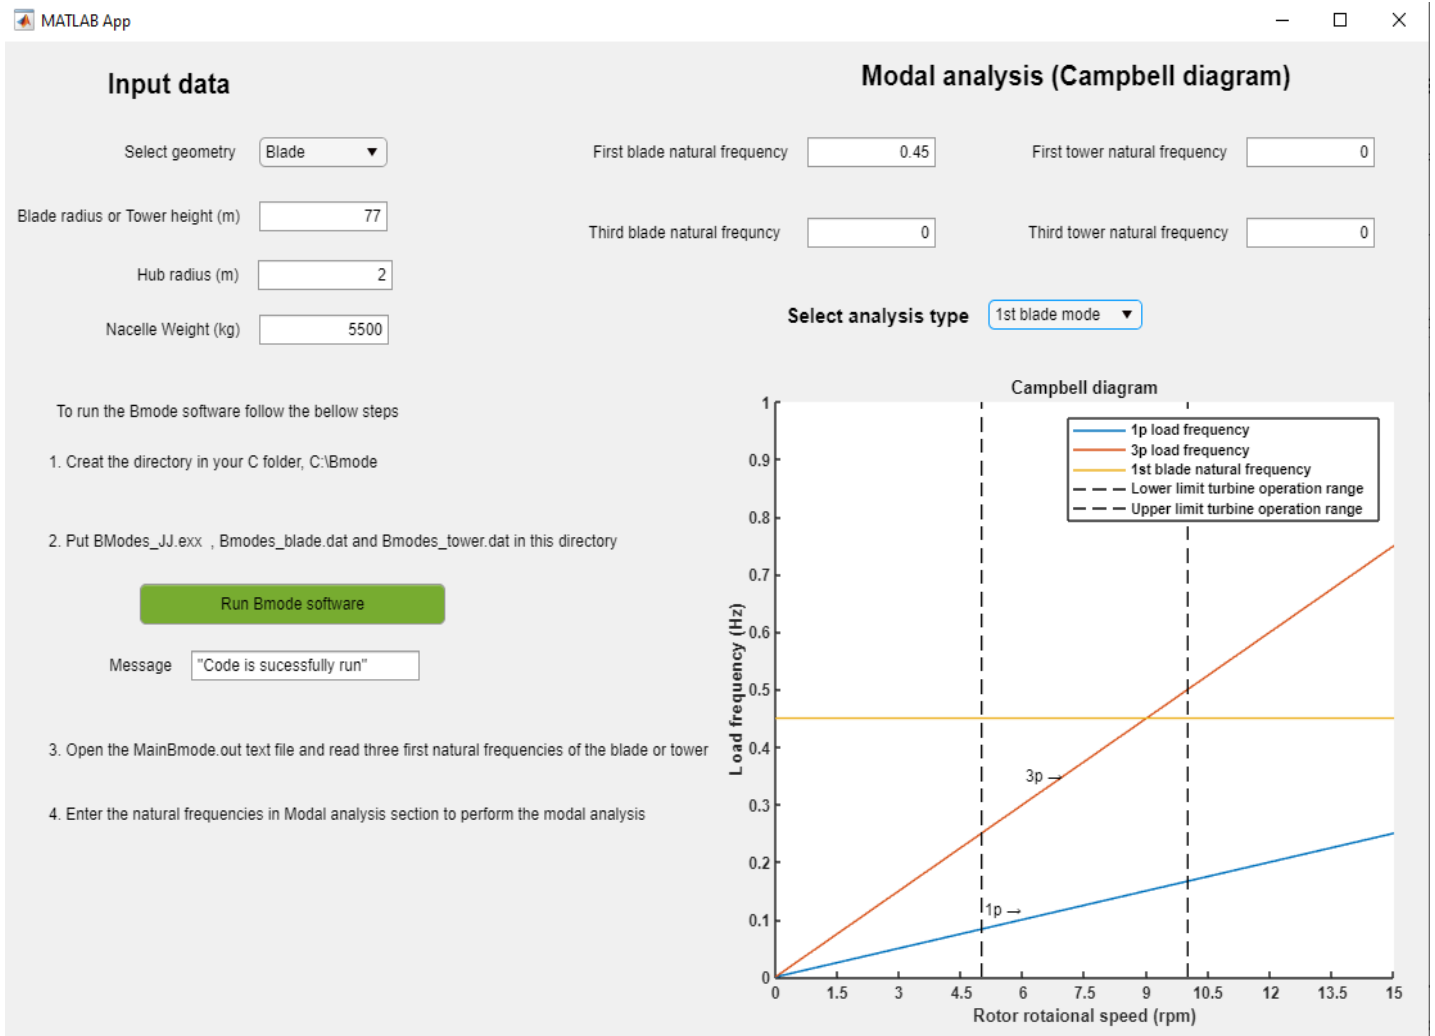 MATLAB App
Input data
Select geometry Blade
Blade radius or Tower height (m) 77
Hub radius (m) 2
Nacelle Weight (kg) 5500
To run the Bmode software follow the bellow steps
1. Creat the directory in your C folder, C:\Bmode
2. Put BModes_JJ.exx , Bmodes_blade.dat and Bmodes_tower.dat in this directory
Run Bmode software
Message "Code is sucessfully run"
3. Open the MainBmode.out text file and read three first natural frequencies of the blade or tower
4. Enter the natural frequencies in Modal analysis section to perform the modal analysis
Modal analysis (Campbell diagram)
First blade natural frequency 0.45 First tower natural frequency 0
Third blade natural frequncy 0 Third tower natural frequency 0
Select analysis type 1st blade mode
Campbell diagram
1p load frequency
3p load frequency
1st blade natural frequency
Lower limit turbine operation range
Upper limit turbine operation range
1
0.9
0.8
0.7
0.6
0.5
0.4
0.3
0.2
0.1
0
Load frequency (Hz)
3p →
1p →
0 1.5 3 4.5 6 7.5 9 10.5 12 13.5 15
Rotor rotaional speed (rpm)